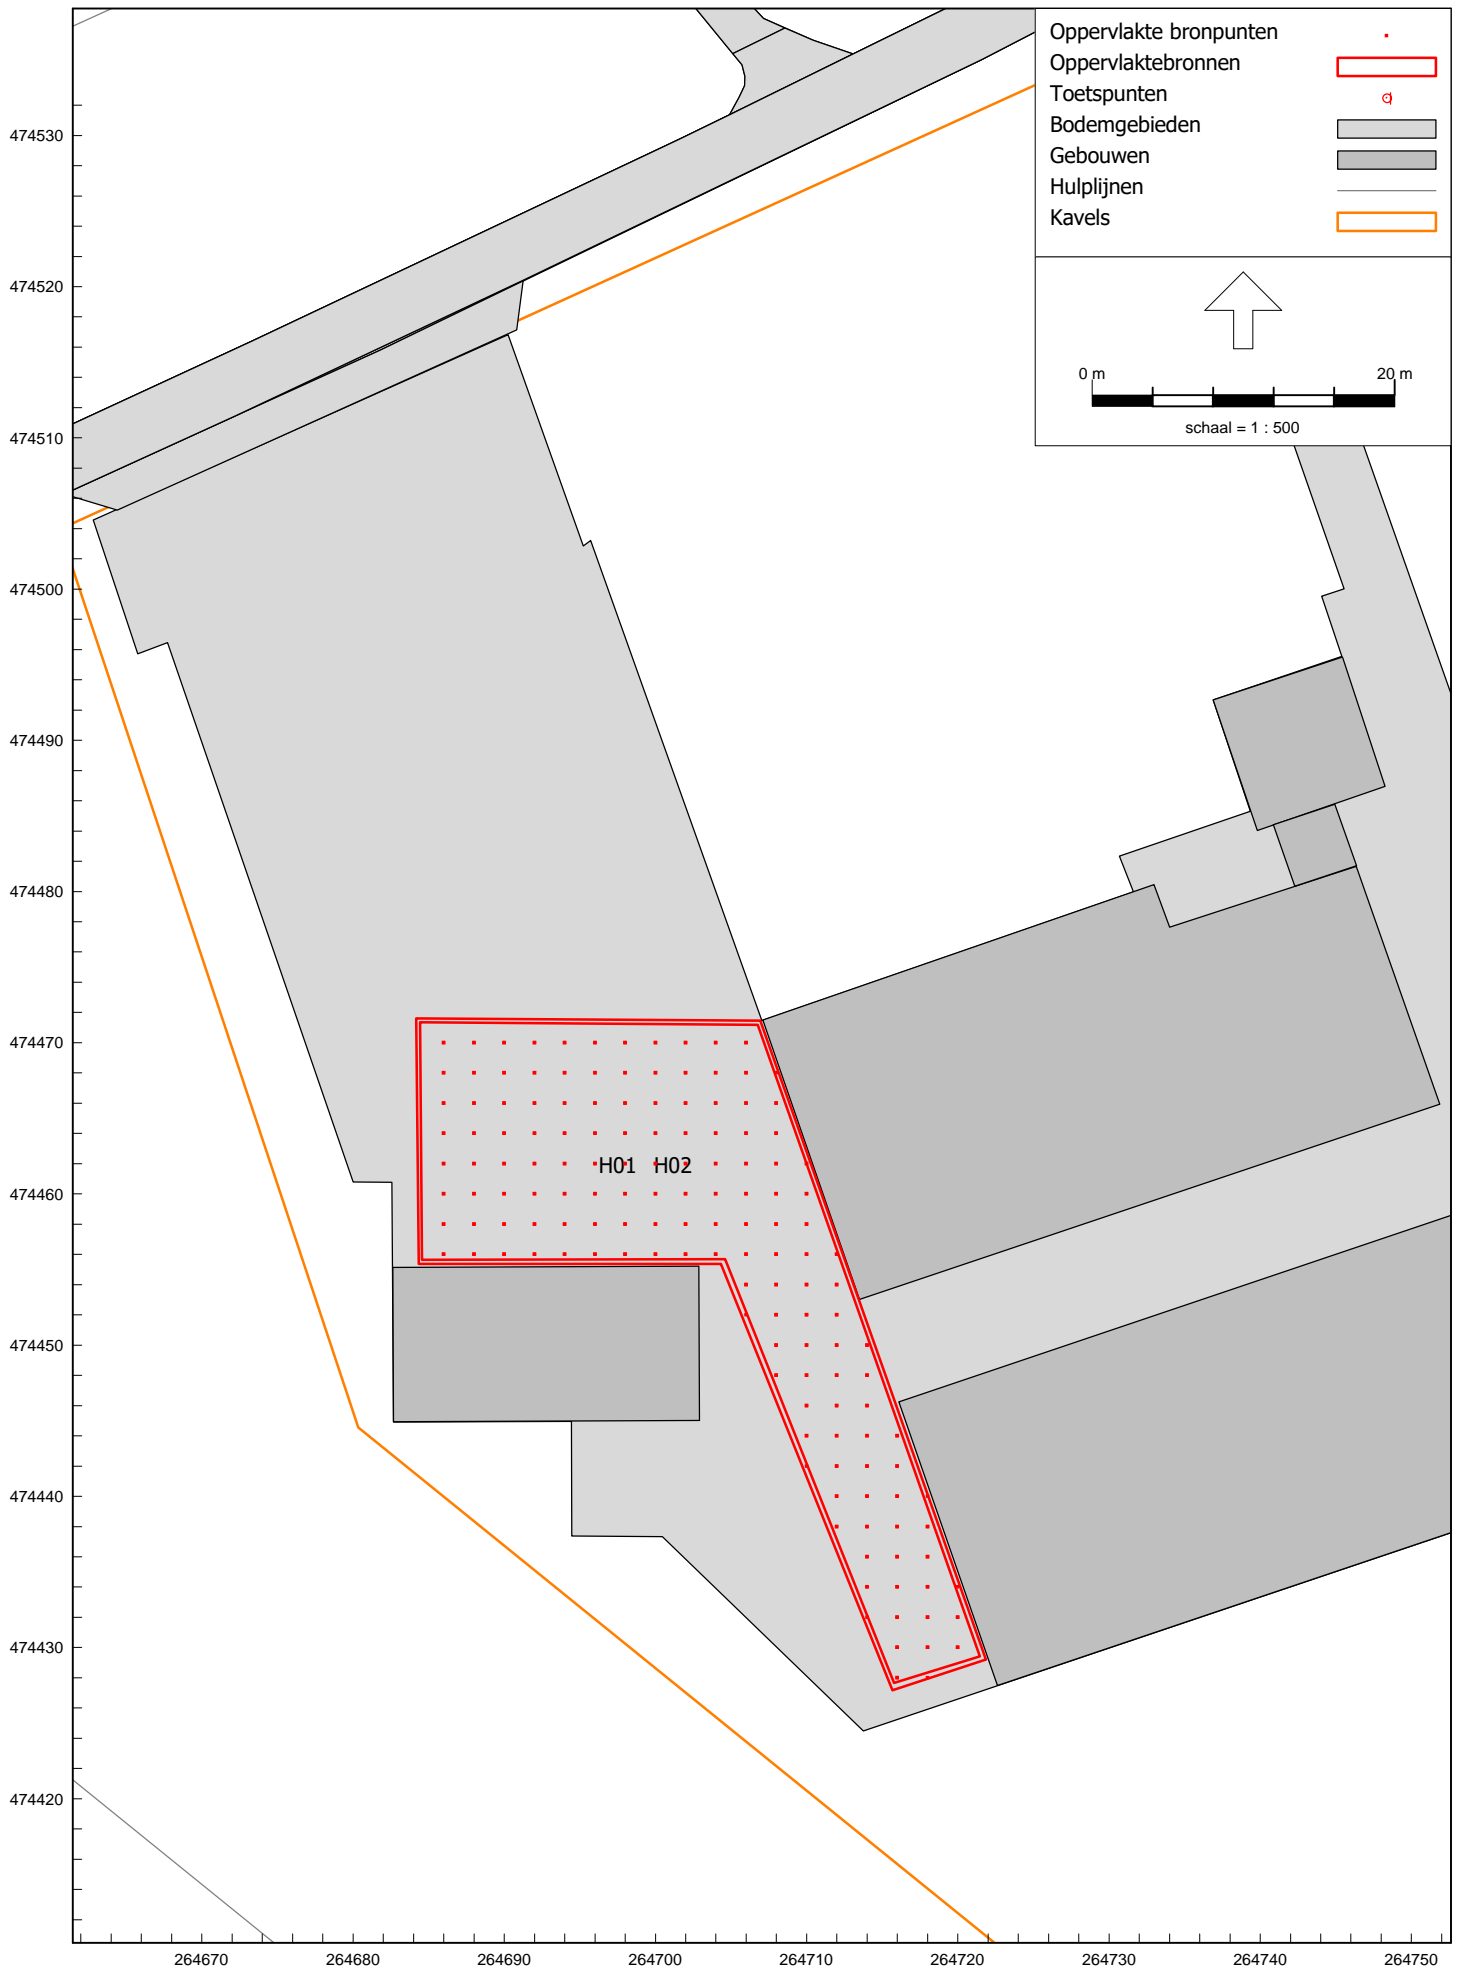 Oppervlakte bronpunten
Oppervlaktebronnen
Toetspunten
Bodemgebieden
Gebouwen
Hulplijnen
Kavels
0 m 20 m
schaal = 1 : 500
474530
474520
474510
474500
474490
474480
474470
474460
474450
474440
474430
474420
H01 H02
264670 264680 264690 264700 264710 264720 264730 264740 264750